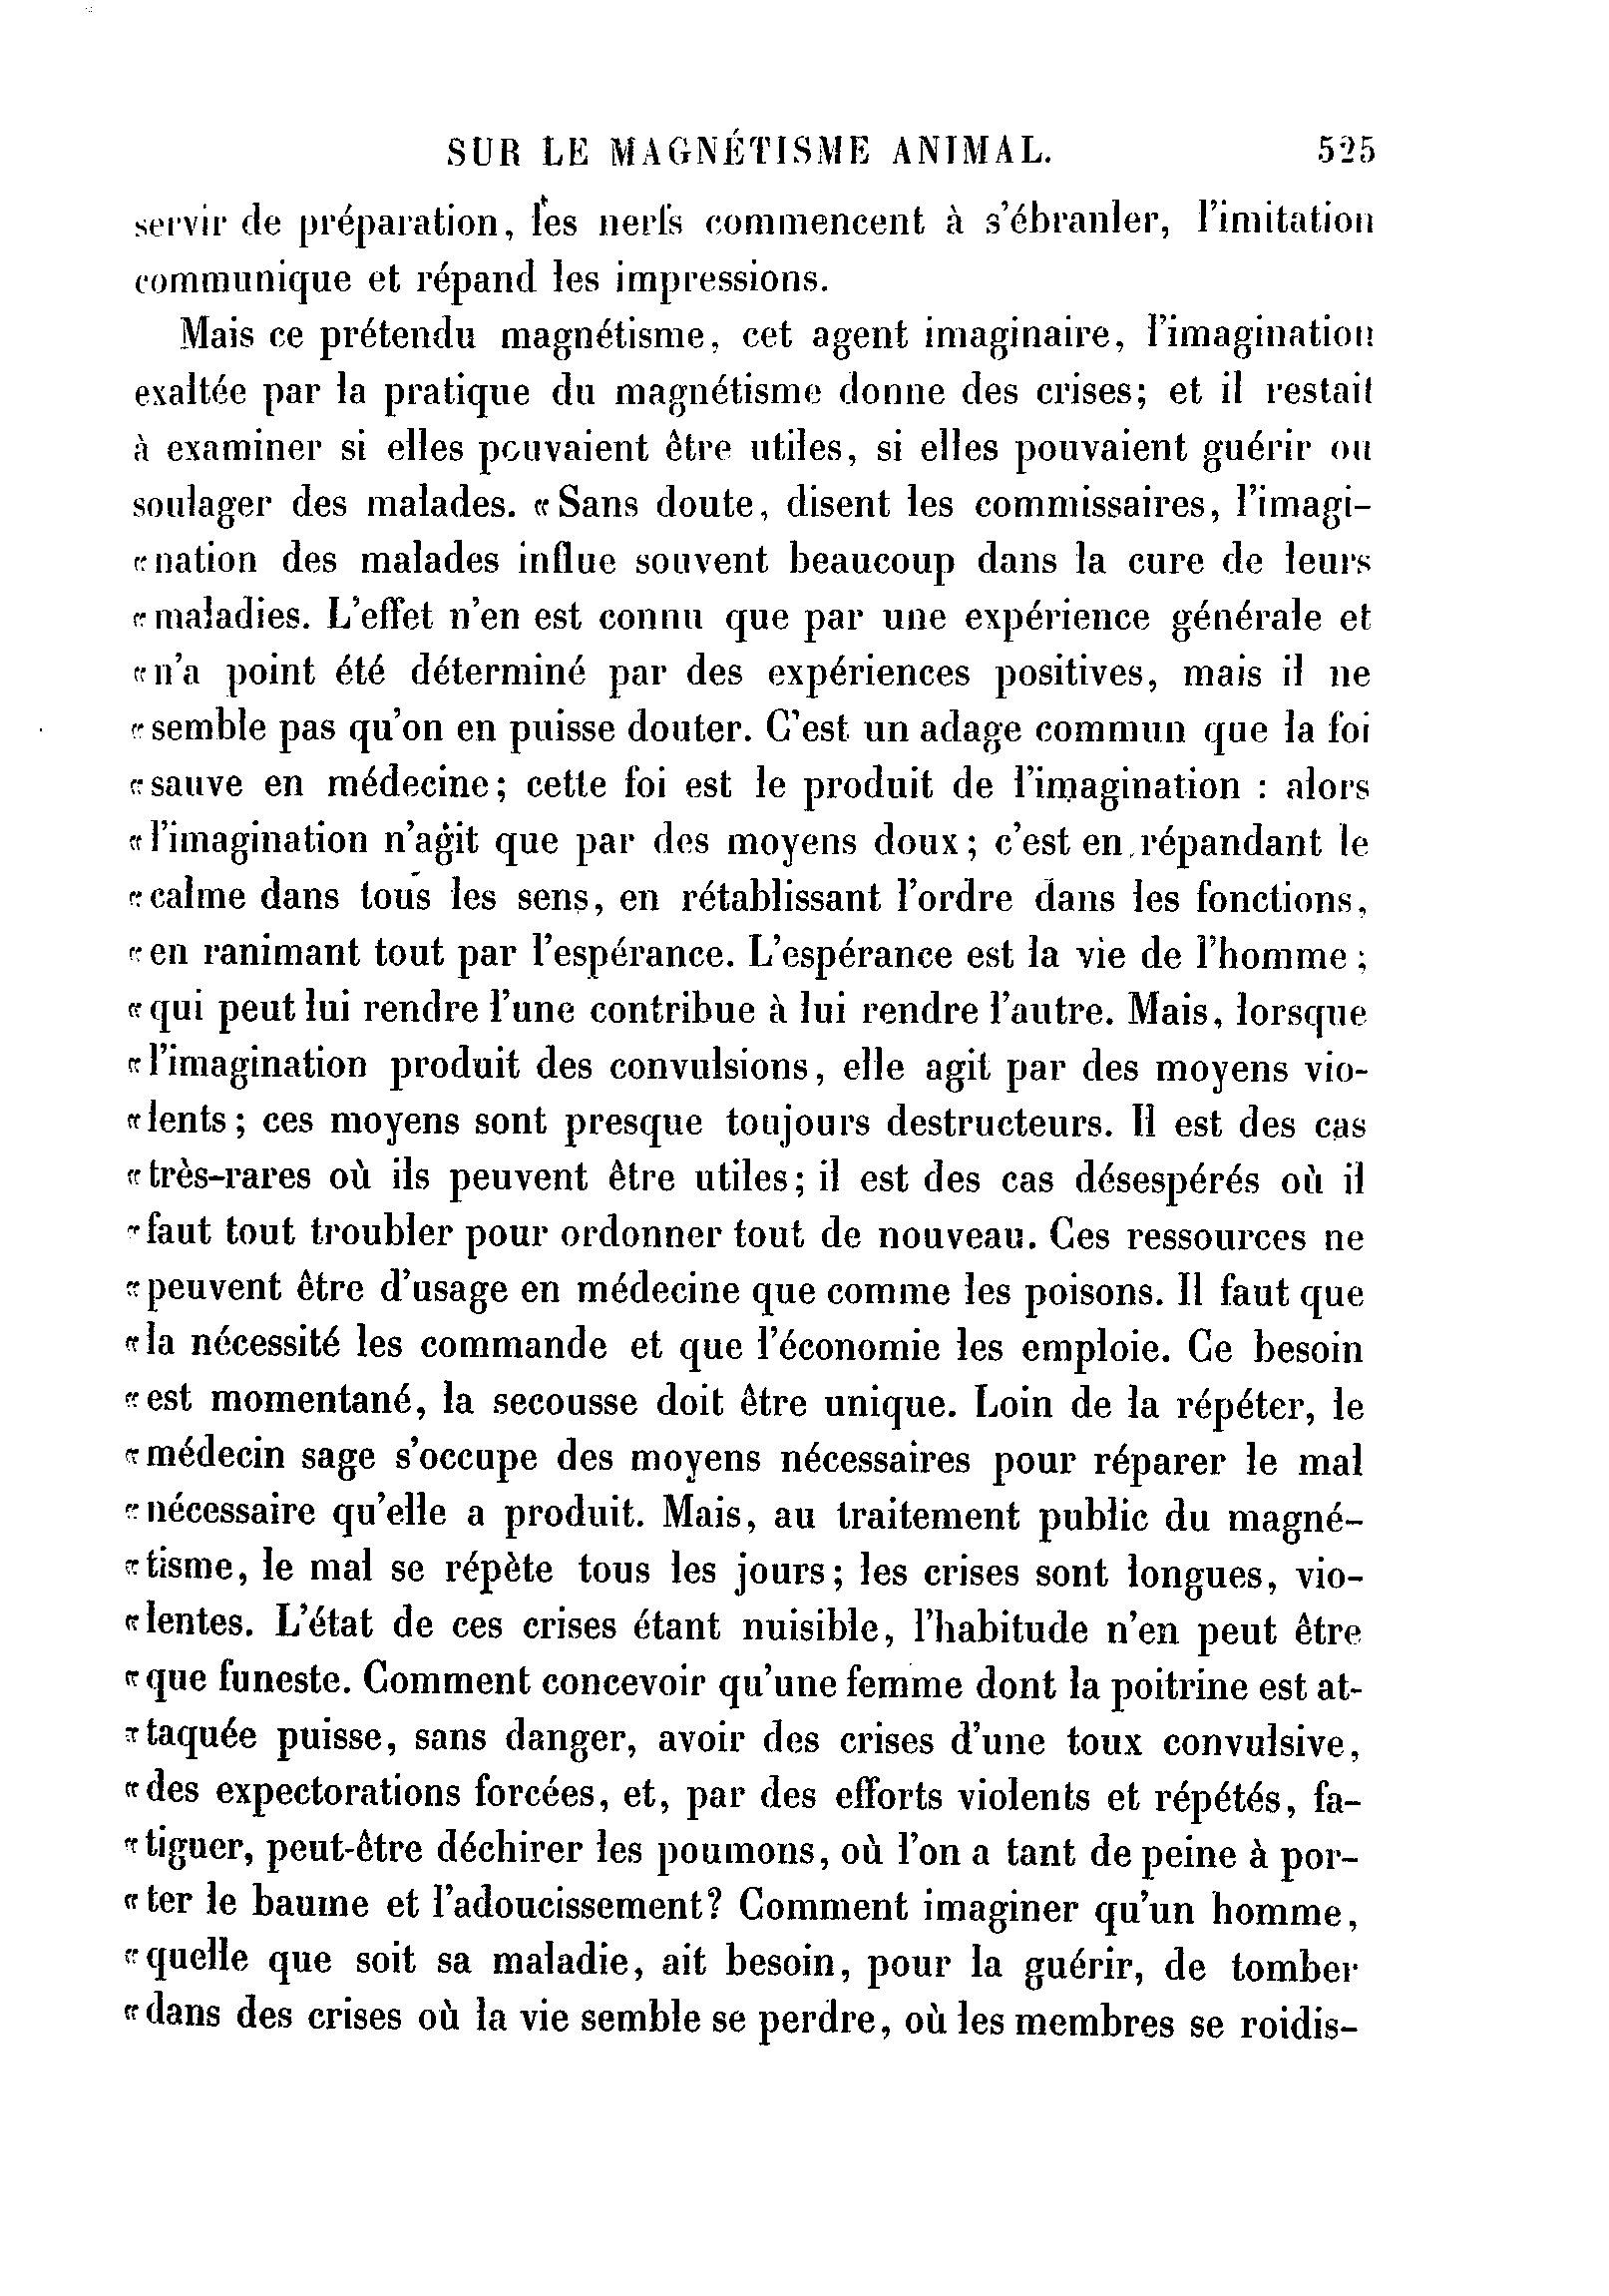 SUR LE MAGNÉTISME ANIMAL. 525
servir de préparation, les nerfs commencent à s'ébranler, l'imitation
communique et répand les impressions.
Mais ce prétendu magnétisme, cet agent imaginaire, l'imagination
exaltée par la pratique du magnétisme donne des crises; et il restait
à examiner si elles pouvaient être utiles, si elles pouvaient guérir ou
soulager des malades. « Sans doute, disent les commissaires, l'imagi-
« nation des malades influe souvent beaucoup dans la cure de leurs
« maladies. L'effet n'en est connu que par une expérience générale et
« n'a point été déterminé par des expériences positives, mais il ne
« semble pas qu'on en puisse douter. C'est un adage commun que la foi
« sauve en médecine; cette foi est le produit de l'imagination : alors
« l'imagination n'agit que par des moyens doux; c'est en répandant le
« calme dans tous les sens, en rétablissant l'ordre dans les fonctions,
« en ranimant tout par l'espérance. L'espérance est la vie de l'homme;
« qui peut lui rendre l'une contribue à lui rendre l'autre. Mais, lorsque
« l'imagination produit des convulsions, elle agit par des moyens vio-
« lents; ces moyens sont presque toujours destructeurs. Il est des cas
« très-rares où ils peuvent être utiles; il est des cas désespérés où il
« faut tout troubler pour ordonner tout de nouveau. Ces ressources ne
« peuvent être d'usage en médecine que comme les poisons. Il faut que
« la nécessité les commande et que l'économie les emploie. Ce besoin
« est momentané, la secousse doit être unique. Loin de la répéter, le
« médecin sage s'occupe des moyens nécessaires pour réparer le mal
« nécessaire qu'elle a produit. Mais, au traitement public du magné-
« tisme, le mal se répète tous les jours; les crises sont longues, vio-
« lentes. L'état de ces crises étant nuisible, l'habitude n'en peut être
« que funeste. Comment concevoir qu'une femme dont la poitrine est at-
« taquée puisse, sans danger, avoir des crises d'une toux convulsive,
« des expectorations forcées, et, par des efforts violents et répétés, fa-
« tiguer, peut-être déchirer les poumons, où l'on a tant de peine à por-
« ter le baume et l'adoucissement? Comment imaginer qu'un homme,
« quelle que soit sa maladie, ait besoin, pour la guérir, de tomber
« dans des crises où la vie semble se perdre, où les membres se roidis-